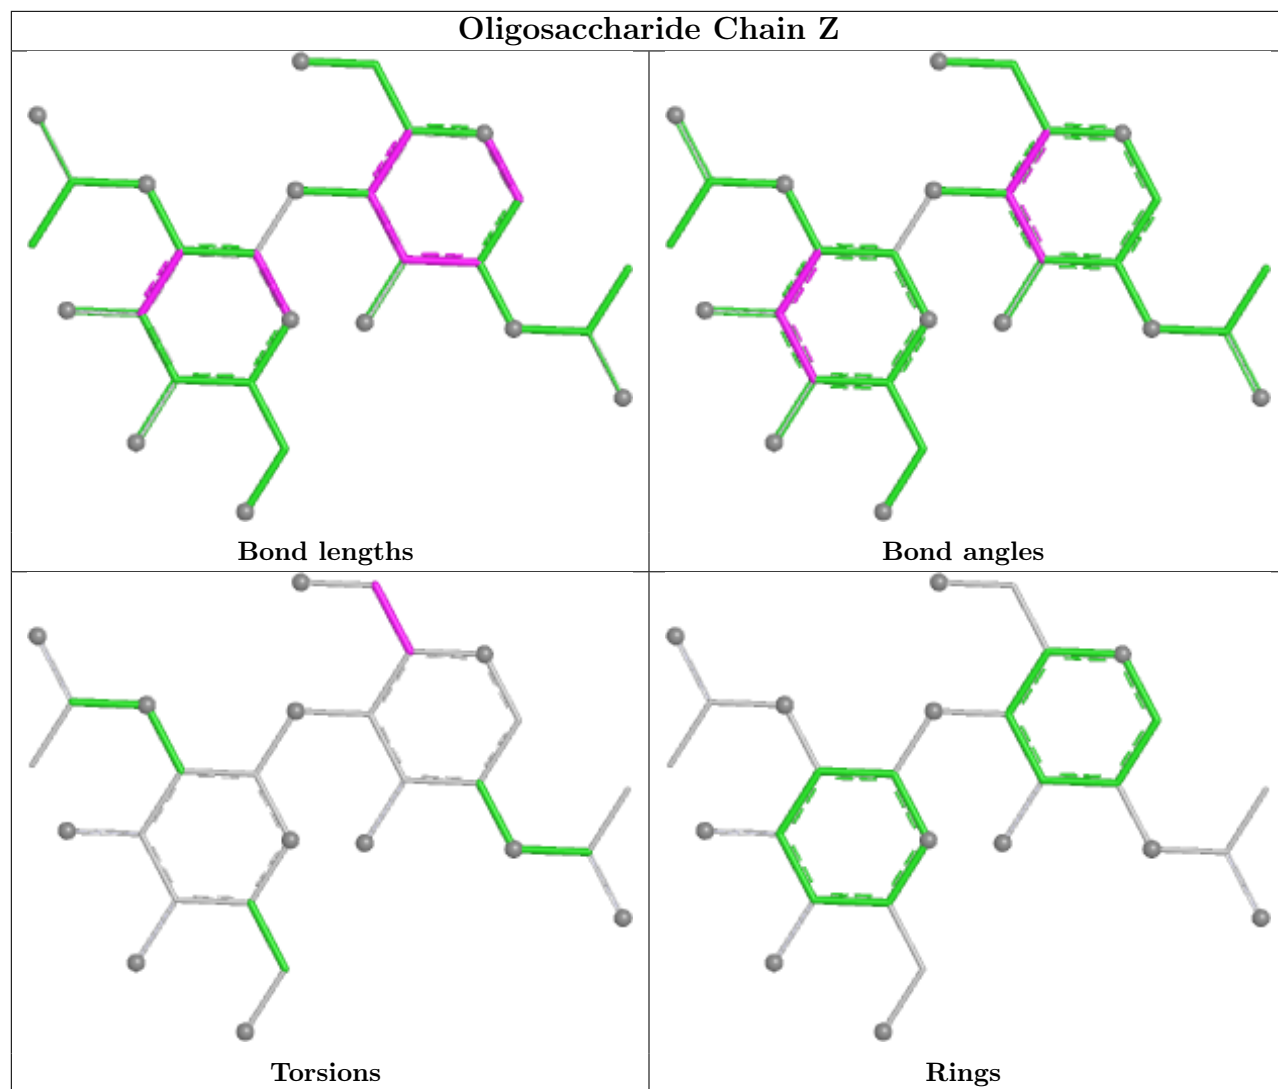 Oligosaccharide Chain Z
Bond lengths
Bond angles
Torsions
Rings